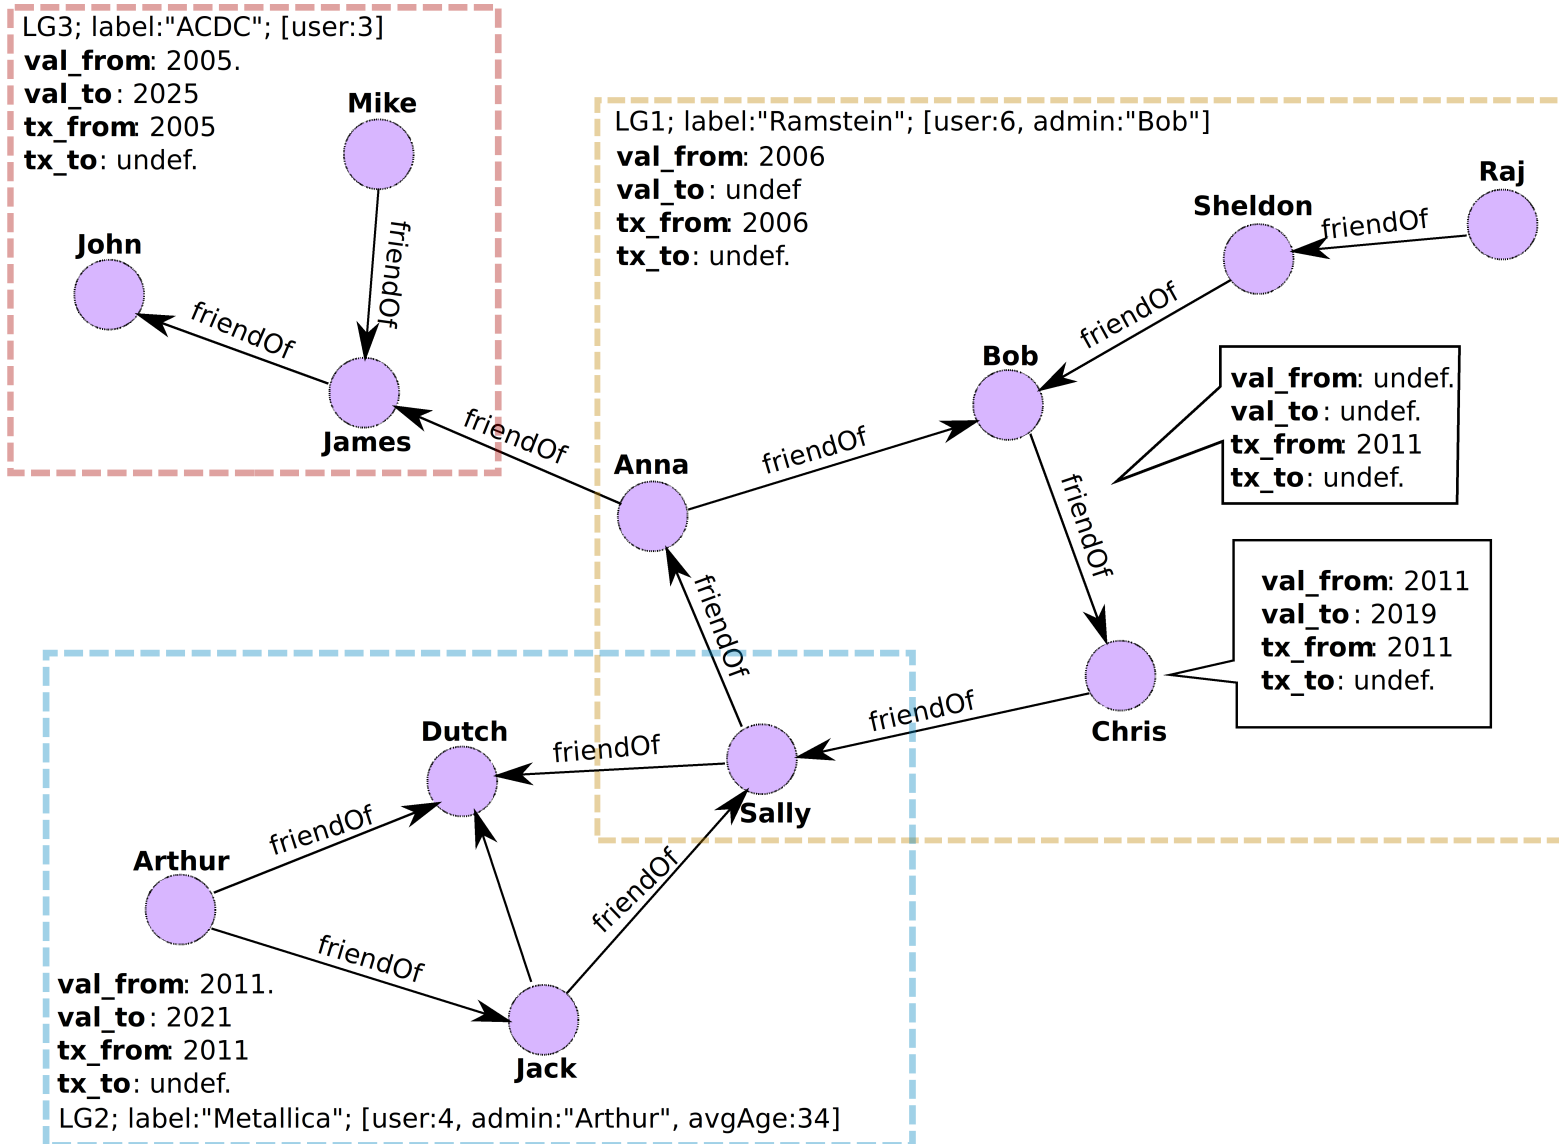 LG3; label:"ACDC"; [user:3]
val_from: 2005.
val_to : 2025
tx_from: 2005
tx_to: undef.
Mike
John
friendOf
friendOf
James
friendOf
LG1; label:"Ramstein"; [user:6, admin:"Bob"]
val_from: 2006
val_to : undef
tx_from: 2006
tx_to: undef.
Raj
Sheldon
friendOf
friendOf
Bob
Anna
friendOf
friendOf
val_from: undef.
val_to : undef.
tx_from: 2011
tx_to: undef.
val_from: 2011
val_to : 2019
tx_from: 2011
tx_to: undef.
friendOf
Chris
friendOf
Sally
Dutch
friendOf
friendOf
Arthur
friendOf
friendOf
Jack
val_from: 2011.
val_to : 2021
tx_from: 2011
tx_to: undef.
LG2; label:"Metallica"; [user:4, admin:"Arthur", avgAge:34]